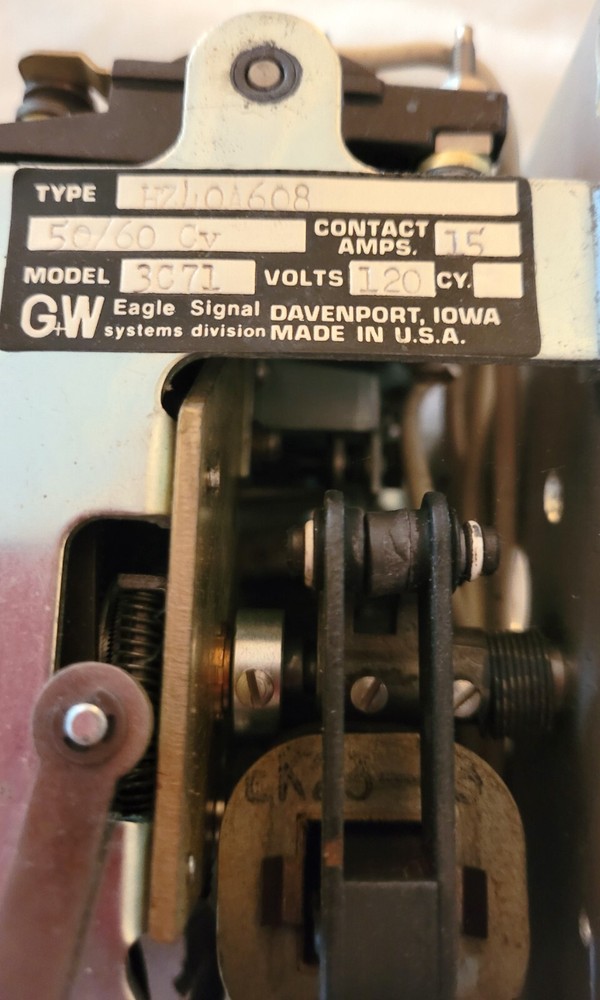 TYPE HZ40A608
50/60 Cy CONTACT AMPS. 15
MODEL 3C71 VOLTS 120 CY.
G+W Eagle Signal DAVENPORT, IOWA
systems division MADE IN U.S.A.